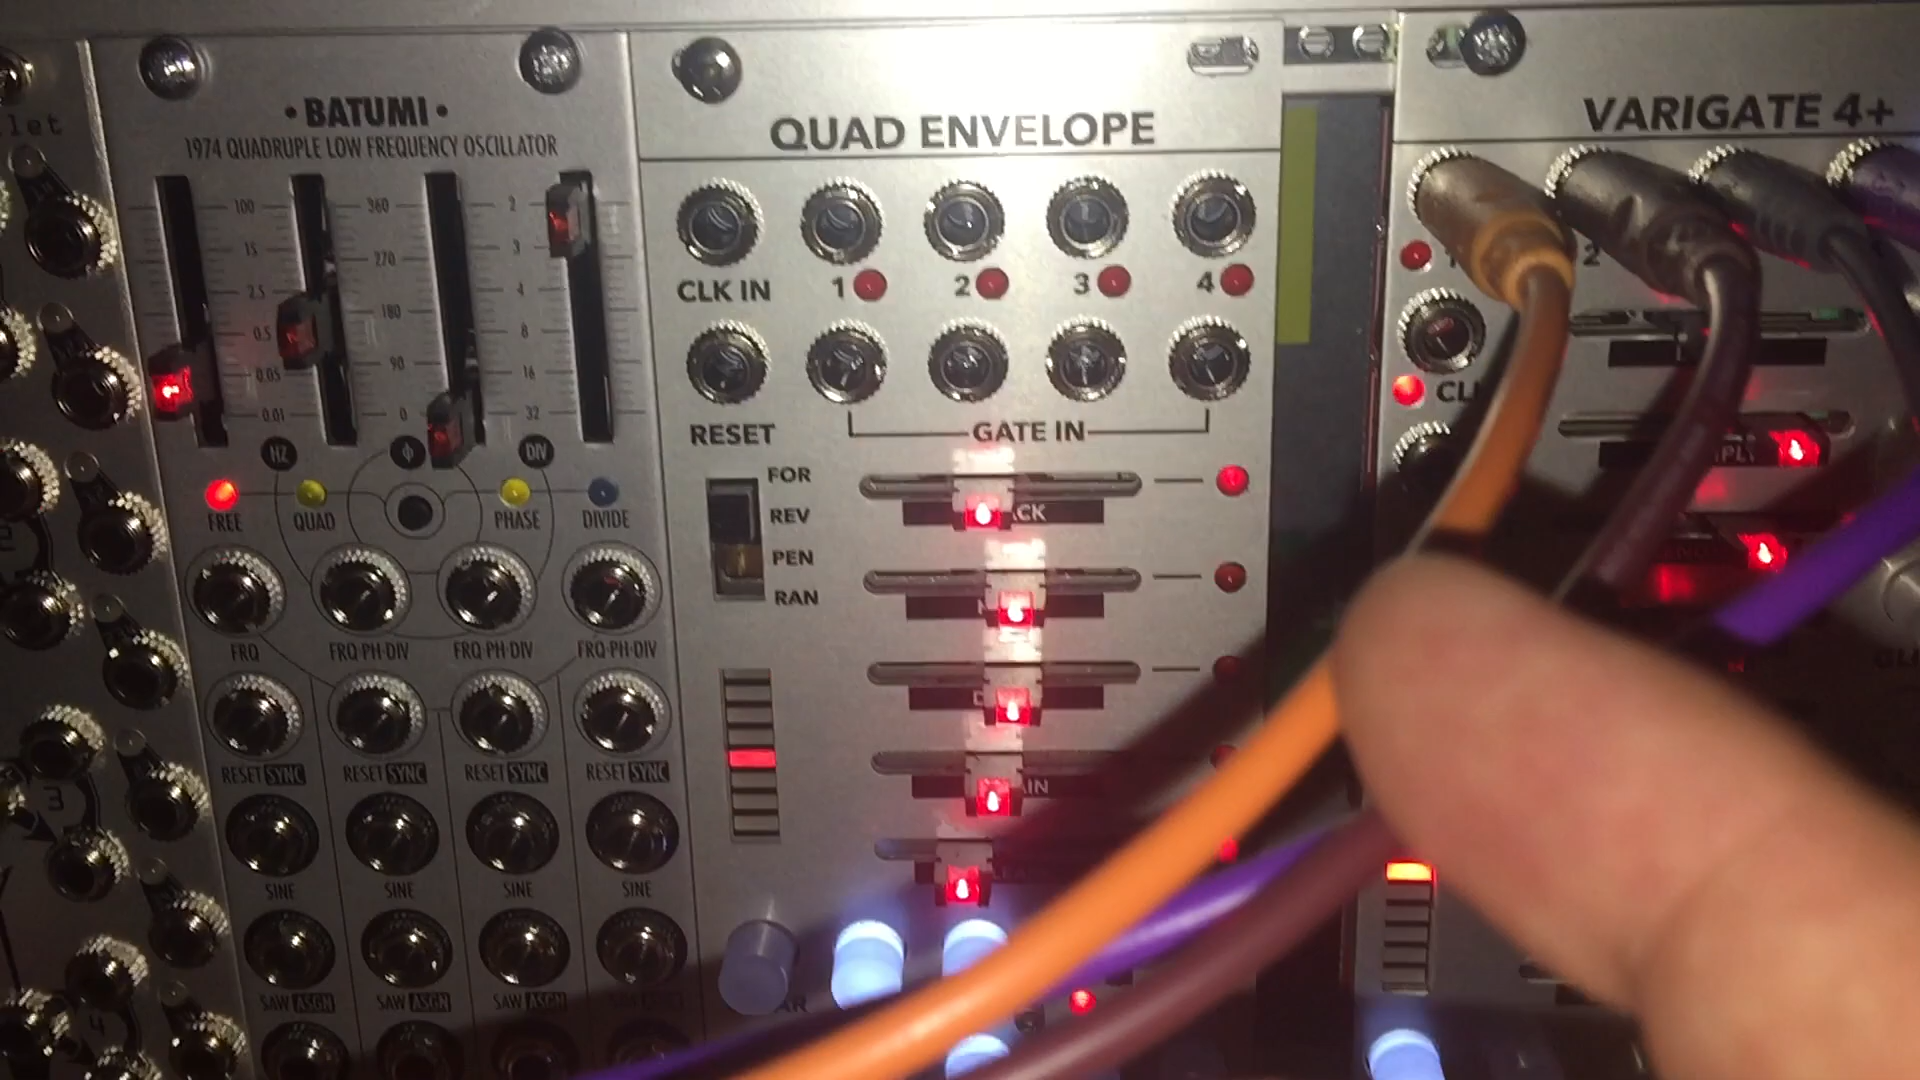 let
• BATUMI •
1974 QUADRUPLE LOW FREQUENCY OSCILLATOR
100 360 2
15 270 3
2.5 4
180
0.5 8
0.05 90 16
0.01 0 32
HZ Φ DIV
FREE QUAD PHASE DIVIDE
FRQ FRQ·PH·DIV FRQ·PH·DIV FRQ·PH·DIV
RESET SYNC RESET SYNC RESET SYNC RESET SYNC
SINE SINE SINE SINE
SAW ASGN SAW ASGN SAW ASGN
3
4
QUAD ENVELOPE
CLK IN 1 2 3 4
RESET GATE IN
FOR
REV
PEN
RAN
VARIGATE 4+
2